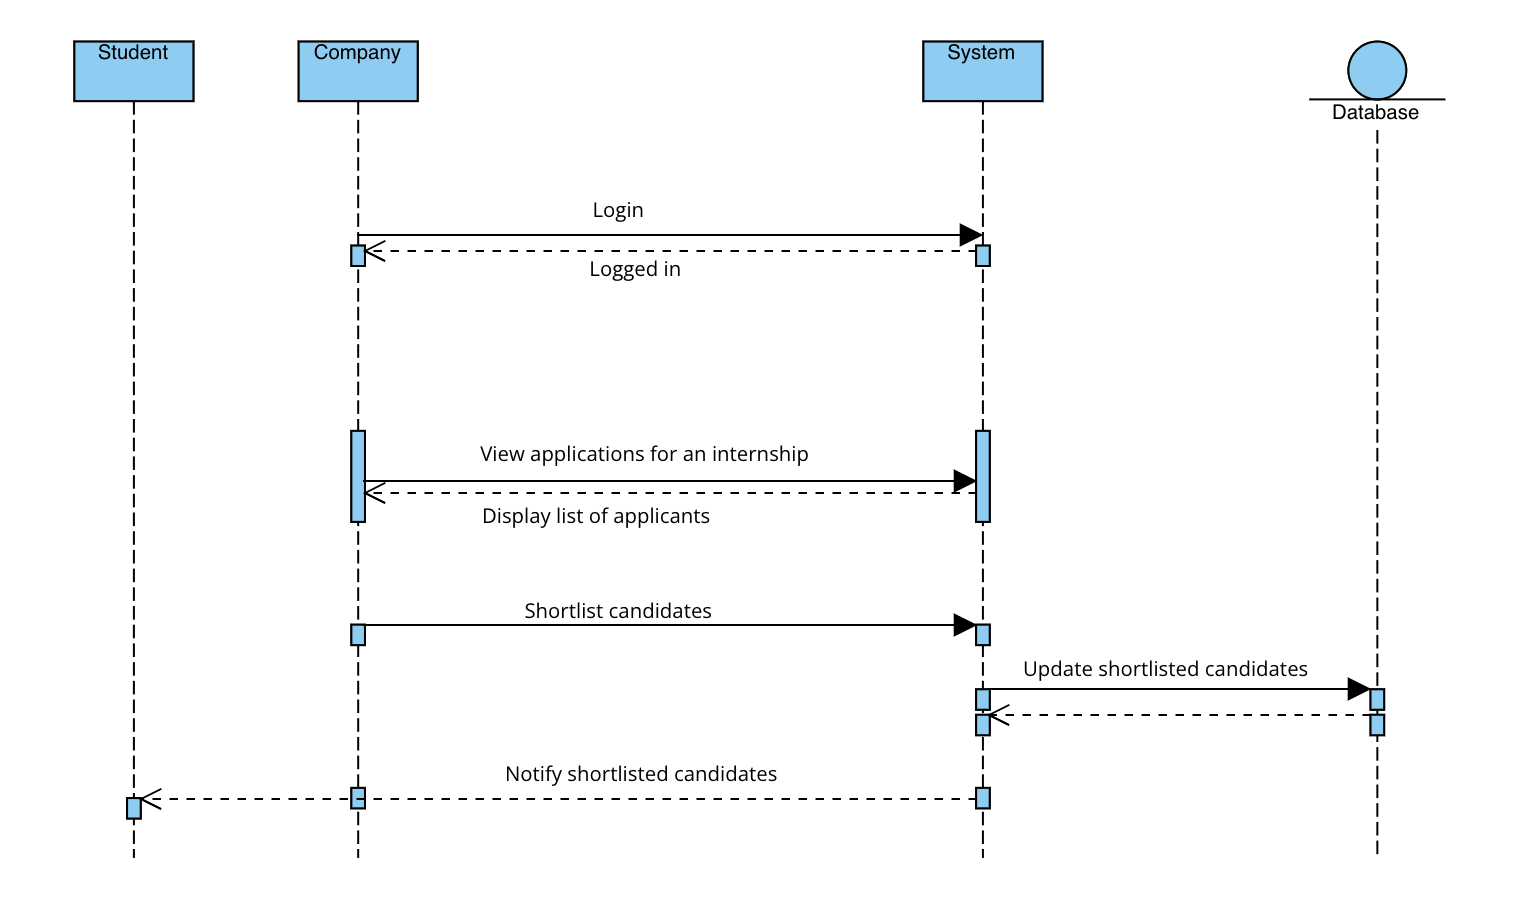 Student
Company
System
Database
Login
Logged in
View applications for an internship
Display list of applicants
Shortlist candidates
Update shortlisted candidates
Notify shortlisted candidates